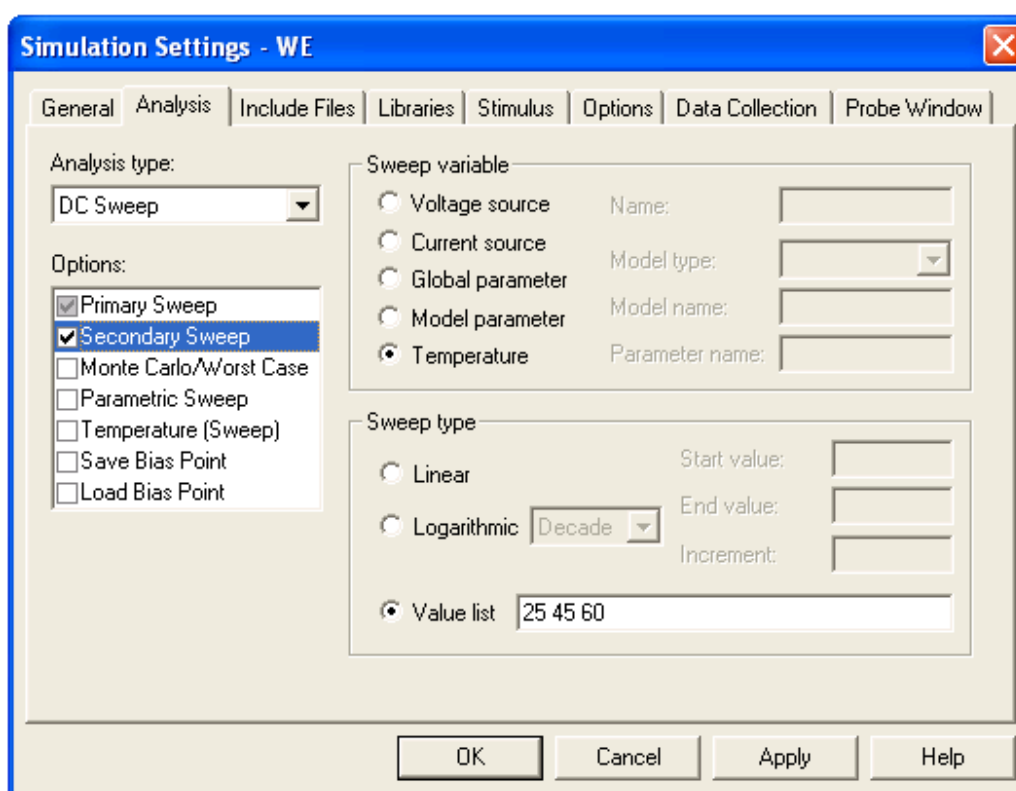 Simulation Settings - WE
General Analysis Include Files Libraries Stimulus Options Data Collection Probe Window
Analysis type:
DC Sweep
Options:
Primary Sweep
Secondary Sweep
Monte Carlo/Worst Case
Parametric Sweep
Temperature (Sweep)
Save Bias Point
Load Bias Point
Sweep variable
Voltage source
Current source
Global parameter
Model parameter
Temperature
Name:
Model type:
Model name:
Parameter name:
Sweep type
Linear
Logarithmic Decade
Value list 25 45 60
Start value:
End value:
Increment:
OK Cancel Apply Help